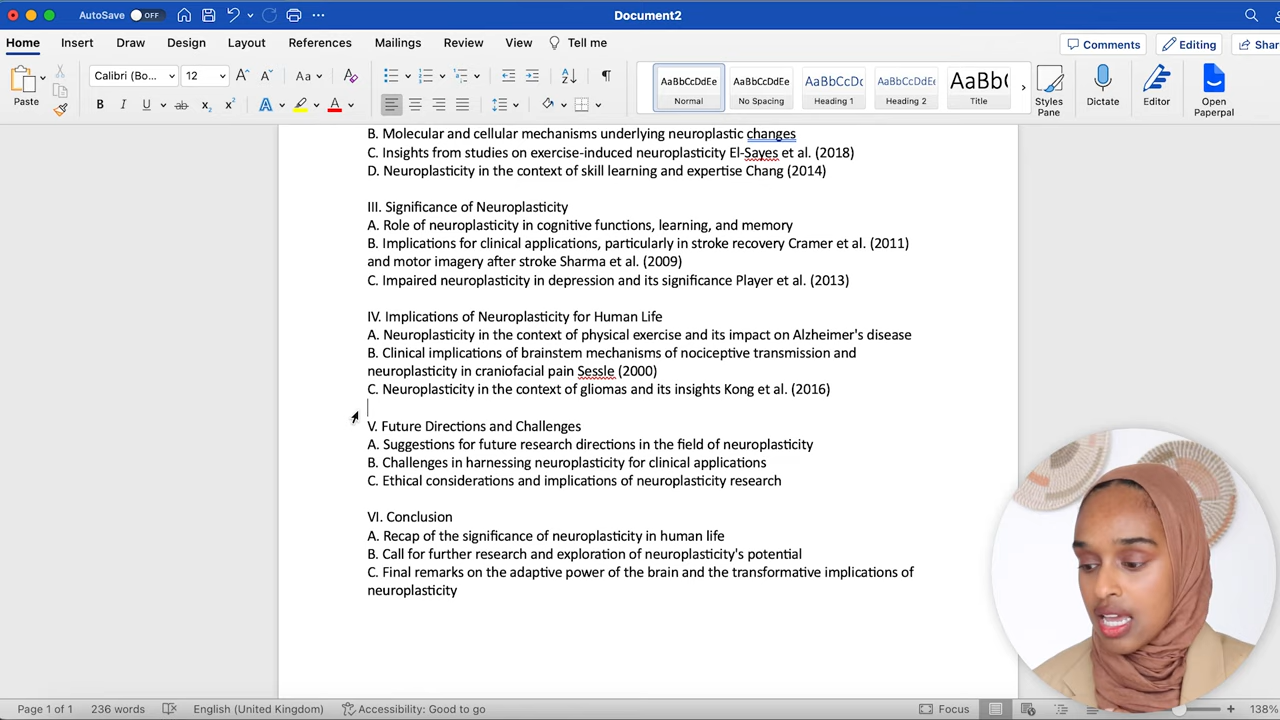 AutoSave OFF Document2
Home Insert Draw Design Layout References Mailings Review View Tell me Comments Editing Shar
Paste Calibri (Bo... 12 AaBbCcDdEe AaBbCcDdEe AaBbCcDc AaBbCcDdEe AaBb(
Normal No Spacing Heading 1 Heading 2 Title Styles Pane Dictate Editor Open Paperpal
B. Molecular and cellular mechanisms underlying neuroplastic changes
C. Insights from studies on exercise-induced neuroplasticity El-Sayes et al. (2018)
D. Neuroplasticity in the context of skill learning and expertise Chang (2014)
III. Significance of Neuroplasticity
A. Role of neuroplasticity in cognitive functions, learning, and memory
B. Implications for clinical applications, particularly in stroke recovery Cramer et al. (2011)
and motor imagery after stroke Sharma et al. (2009)
C. Impaired neuroplasticity in depression and its significance Player et al. (2013)
IV. Implications of Neuroplasticity for Human Life
A. Neuroplasticity in the context of physical exercise and its impact on Alzheimer's disease
B. Clinical implications of brainstem mechanisms of nociceptive transmission and
neuroplasticity in craniofacial pain Sessle (2000)
C. Neuroplasticity in the context of gliomas and its insights Kong et al. (2016)
V. Future Directions and Challenges
A. Suggestions for future research directions in the field of neuroplasticity
B. Challenges in harnessing neuroplasticity for clinical applications
C. Ethical considerations and implications of neuroplasticity research
VI. Conclusion
A. Recap of the significance of neuroplasticity in human life
B. Call for further research and exploration of neuroplasticity's potential
C. Final remarks on the adaptive power of the brain and the transformative implications of
neuroplasticity
Page 1 of 1 236 words English (United Kingdom) Accessibility: Good to go Focus 138%